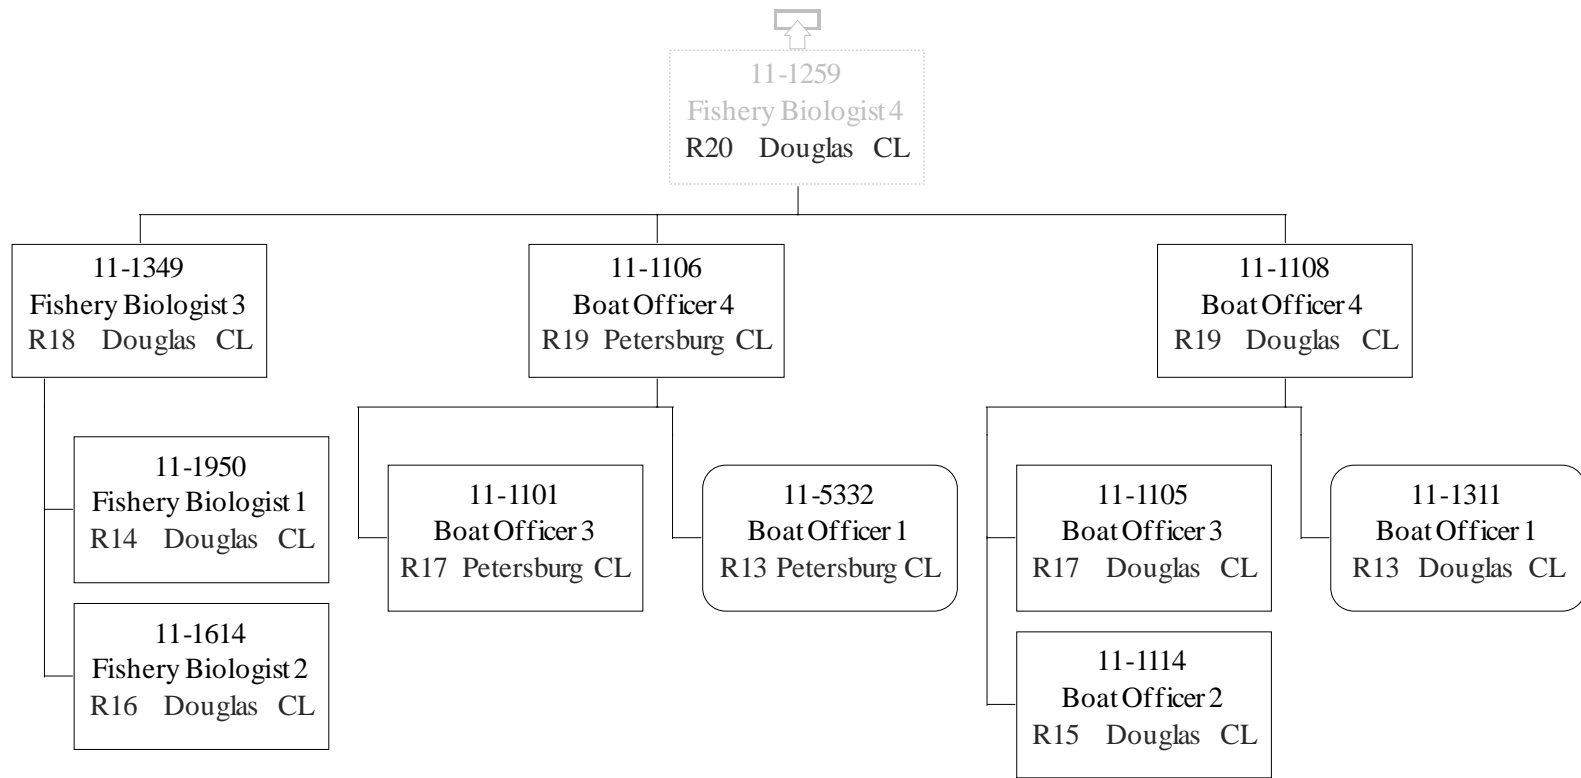 11-1259
Fishery Biologist 4
R20 Douglas CL
11-1349
Fishery Biologist 3
R18 Douglas CL
11-1106
Boat Officer 4
R19 Petersburg CL
11-1108
Boat Officer 4
R19 Douglas CL
11-1950
Fishery Biologist 1
R14 Douglas CL
11-1614
Fishery Biologist 2
R16 Douglas CL
11-1101
Boat Officer 3
R17 Petersburg CL
11-5332
Boat Officer 1
R13 Petersburg CL
11-1105
Boat Officer 3
R17 Douglas CL
11-1114
Boat Officer 2
R15 Douglas CL
11-1311
Boat Officer 1
R13 Douglas CL